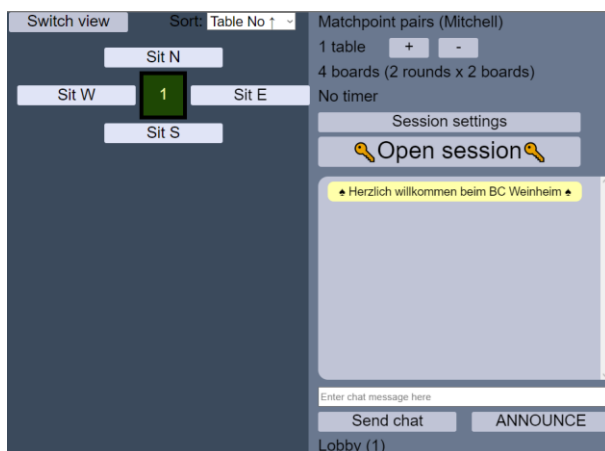 Switch view
Sort: Table No ↑
Sit N
Sit W
1
Sit E
Sit S
Matchpoint pairs (Mitchell)
1 table + -
4 boards (2 rounds x 2 boards)
No timer
Session settings
Open session
♠ Herzlich willkommen beim BC Weinheim ♠
Enter chat message here
Send chat
ANNOUNCE
Lobby (1)